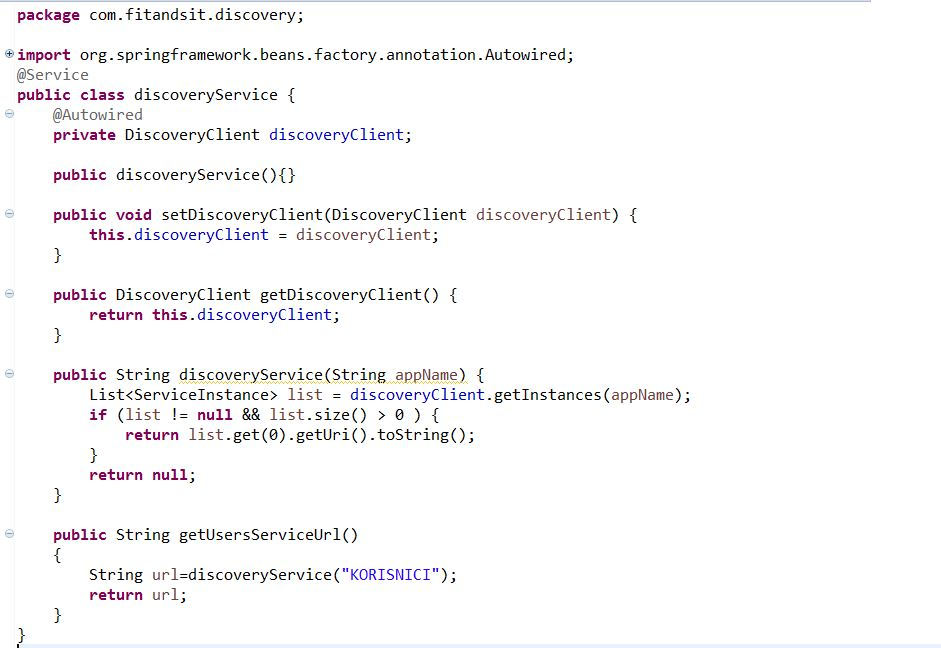 package com.fitandsit.discovery;
import org.springframework.beans.factory.annotation.Autowired;
@Service
public class discoveryService {
@Autowired
private DiscoveryClient discoveryClient;
public discoveryService(){}
public void setDiscoveryClient(DiscoveryClient discoveryClient) {
this.discoveryClient = discoveryClient;
}
public DiscoveryClient getDiscoveryClient() {
return this.discoveryClient;
}
public String discoveryService(String appName) {
List<ServiceInstance> list = discoveryClient.getInstances(appName);
if (list != null && list.size() > 0 ) {
return list.get(0).getUri().toString();
}
return null;
}
public String getUsersServiceUrl()
{
String url=discoveryService("KORISNICI");
return url;
}
}